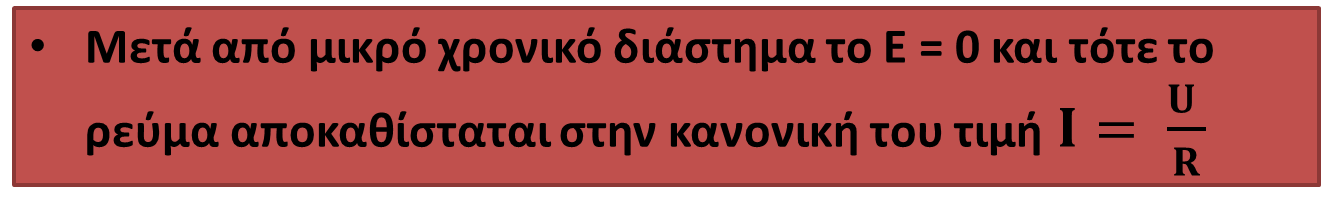 • Μετά από μικρό χρονικό διάστημα το Ε = 0 και τότε το
ρεύμα αποκαθίσταται στην κανονική του τιμή I = U/R